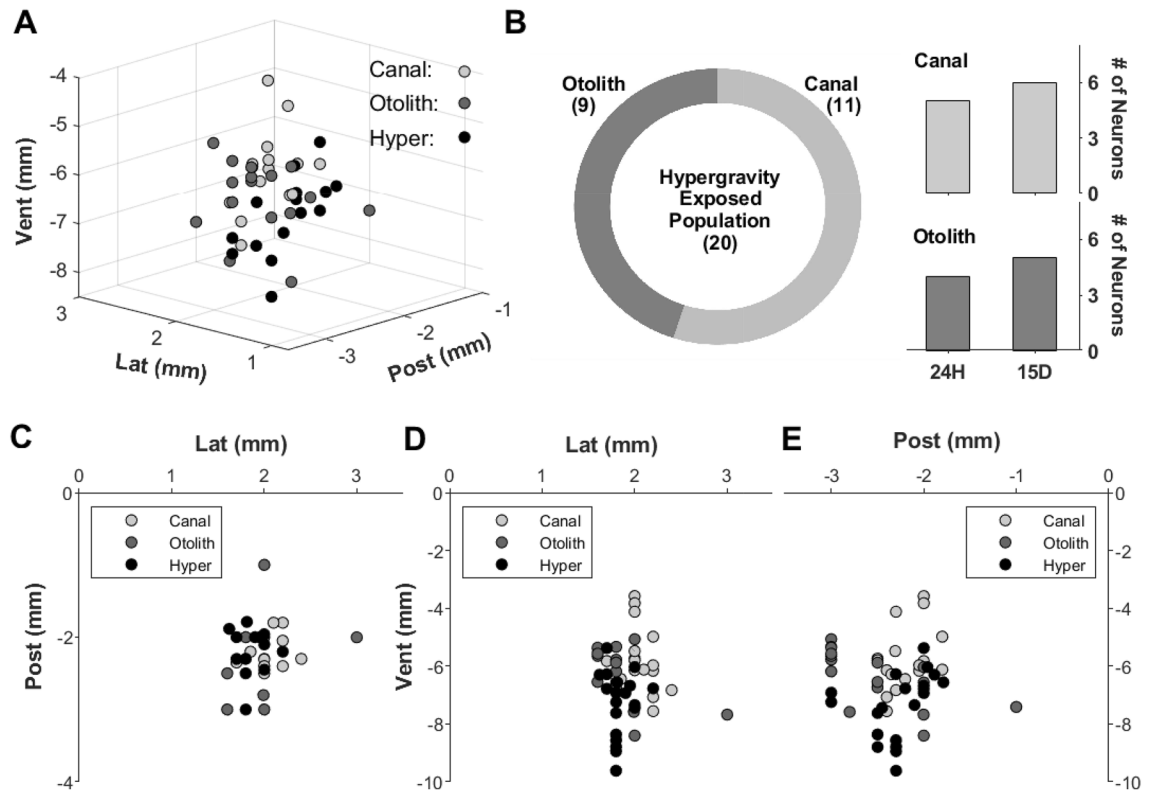 A
Canal:
Otolith:
Hyper:
-4
-5
-6
-7
-8
Vent (mm)
3
2
1
Lat (mm)
-3
-2
-1
Post (mm)
B
Otolith
(9)
Canal
(11)
Hypergravity
Exposed
Population
(20)
Canal
6
3
0
# of Neurons
Otolith
6
3
0
# of Neurons
24H 15D
C
Lat (mm)
0 1 2 3
0
-2
-4
Post (mm)
Canal
Otolith
Hyper
D
Lat (mm)
0 1 2 3
0
-2
-4
-6
-8
-10
Vent (mm)
Canal
Otolith
Hyper
E
Post (mm)
-3 -2 -1 0
0
-2
-4
-6
-8
-10
Canal
Otolith
Hyper